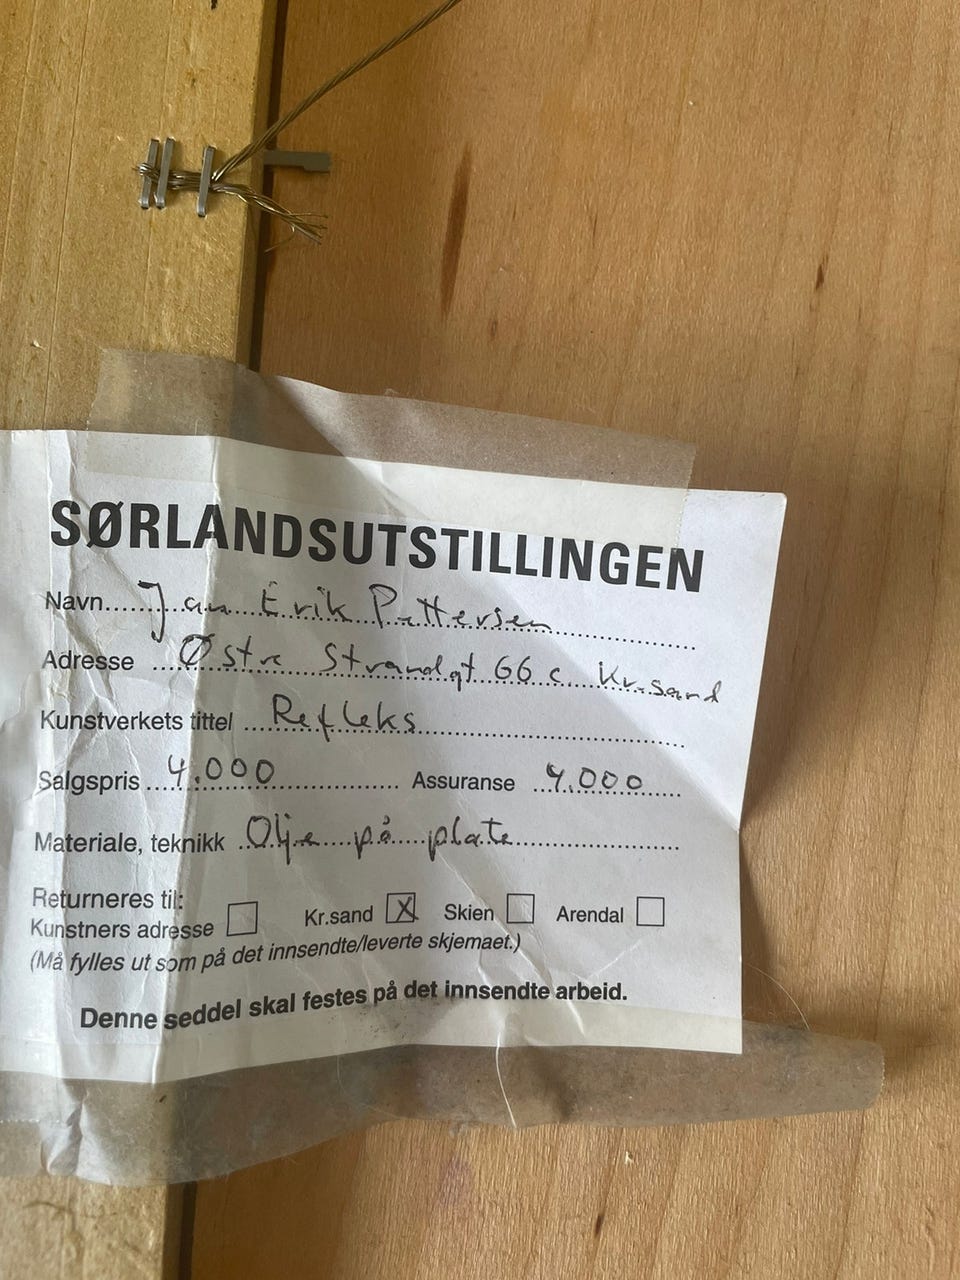 SØRLANDSUTSTILLINGEN
Navn Jan Erik Pettersen
Adresse Østre Strandgt 66 c Kr.sand
Kunstverkets tittel Refleks
Salgspris 4.000 Assuranse 4.000
Materiale, teknikk Olje på plate
Returneres til:
Kunstners adresse Kr.sand X Skien Arendal
(Må fylles ut som på det innsendte/leverte skjemaet.)
Denne seddel skal festes på det innsendte arbeid.